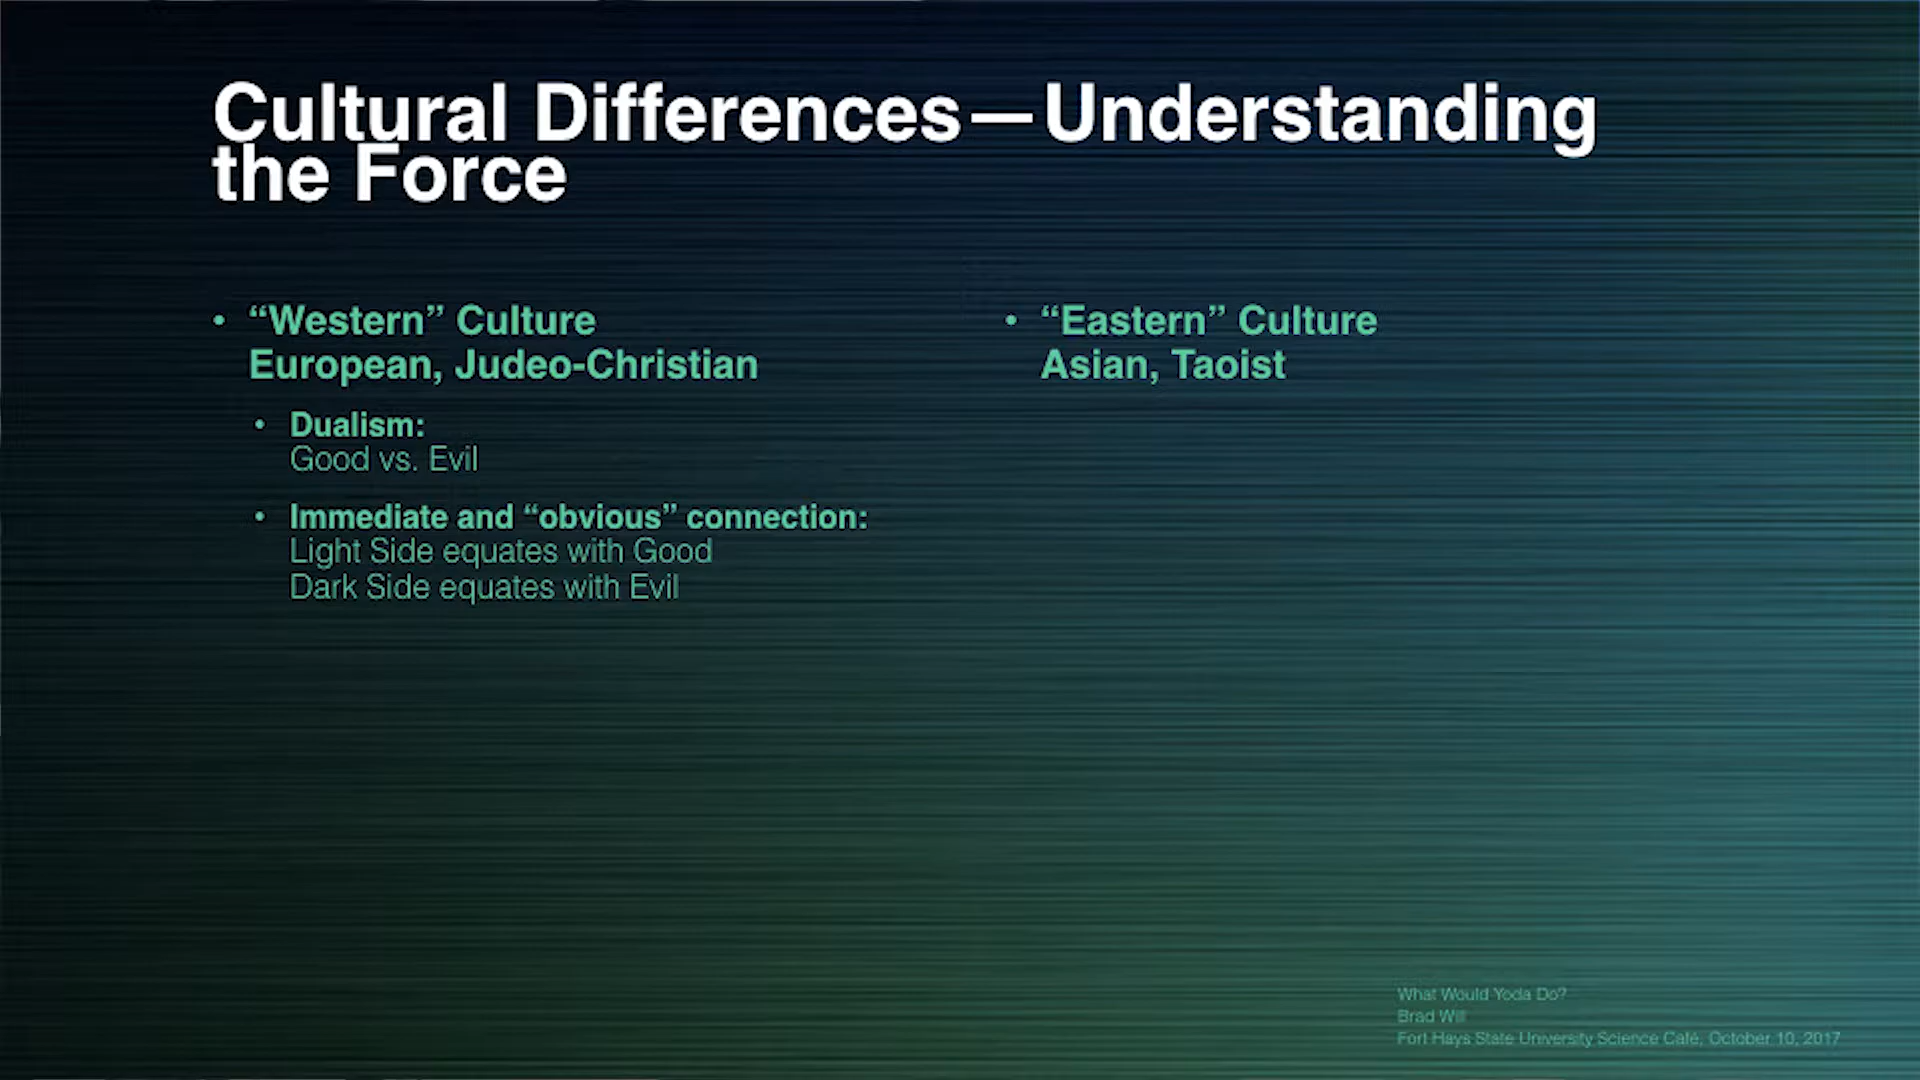 Cultural Differences—Understanding
the Force
• “Western” Culture
European, Judeo-Christian
• Dualism:
Good vs. Evil
• Immediate and “obvious” connection:
Light Side equates with Good
Dark Side equates with Evil
• “Eastern” Culture
Asian, Taoist
What Would Yoda Do?
Brad Will
Fort Hays State University Science Café, October 10, 2017